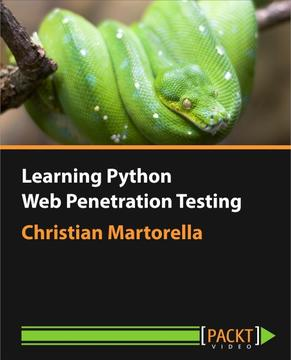 Learning Python
Web Penetration Testing
Christian Martorella
[PACKT]
VIDEO